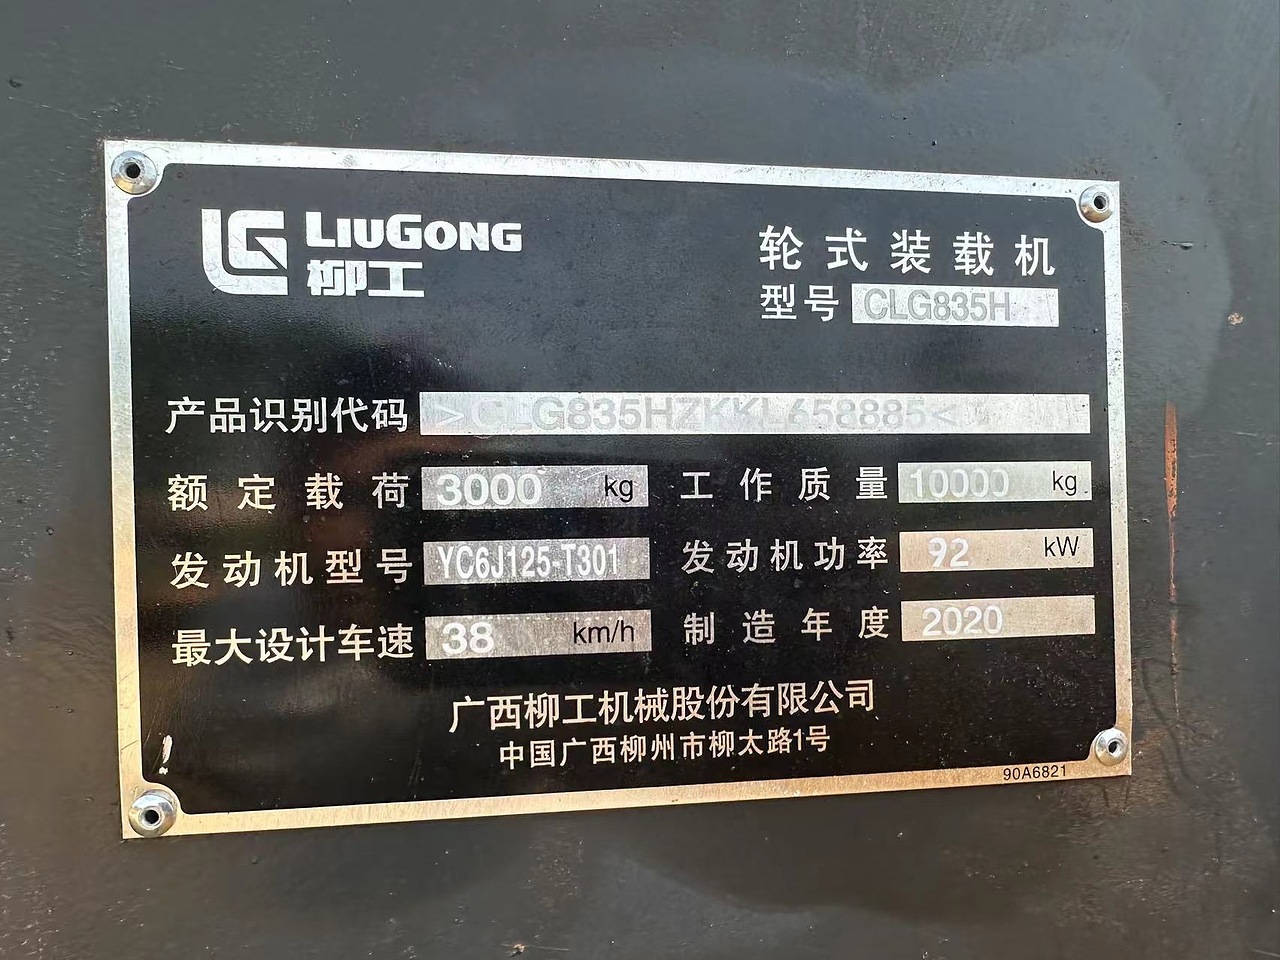 LG LIUGONG
柳工
轮式装载机
型号 CLG835H
产品识别代码 >CLG835HZKKL658885<
额定载荷 3000 kg 工作质量 10000 kg
发动机型号 YC6J125-T301 发动机功率 92 kW
最大设计车速 38 km/h 制造年度 2020
广西柳工机械股份有限公司
中国广西柳州市柳太路1号
90A6821